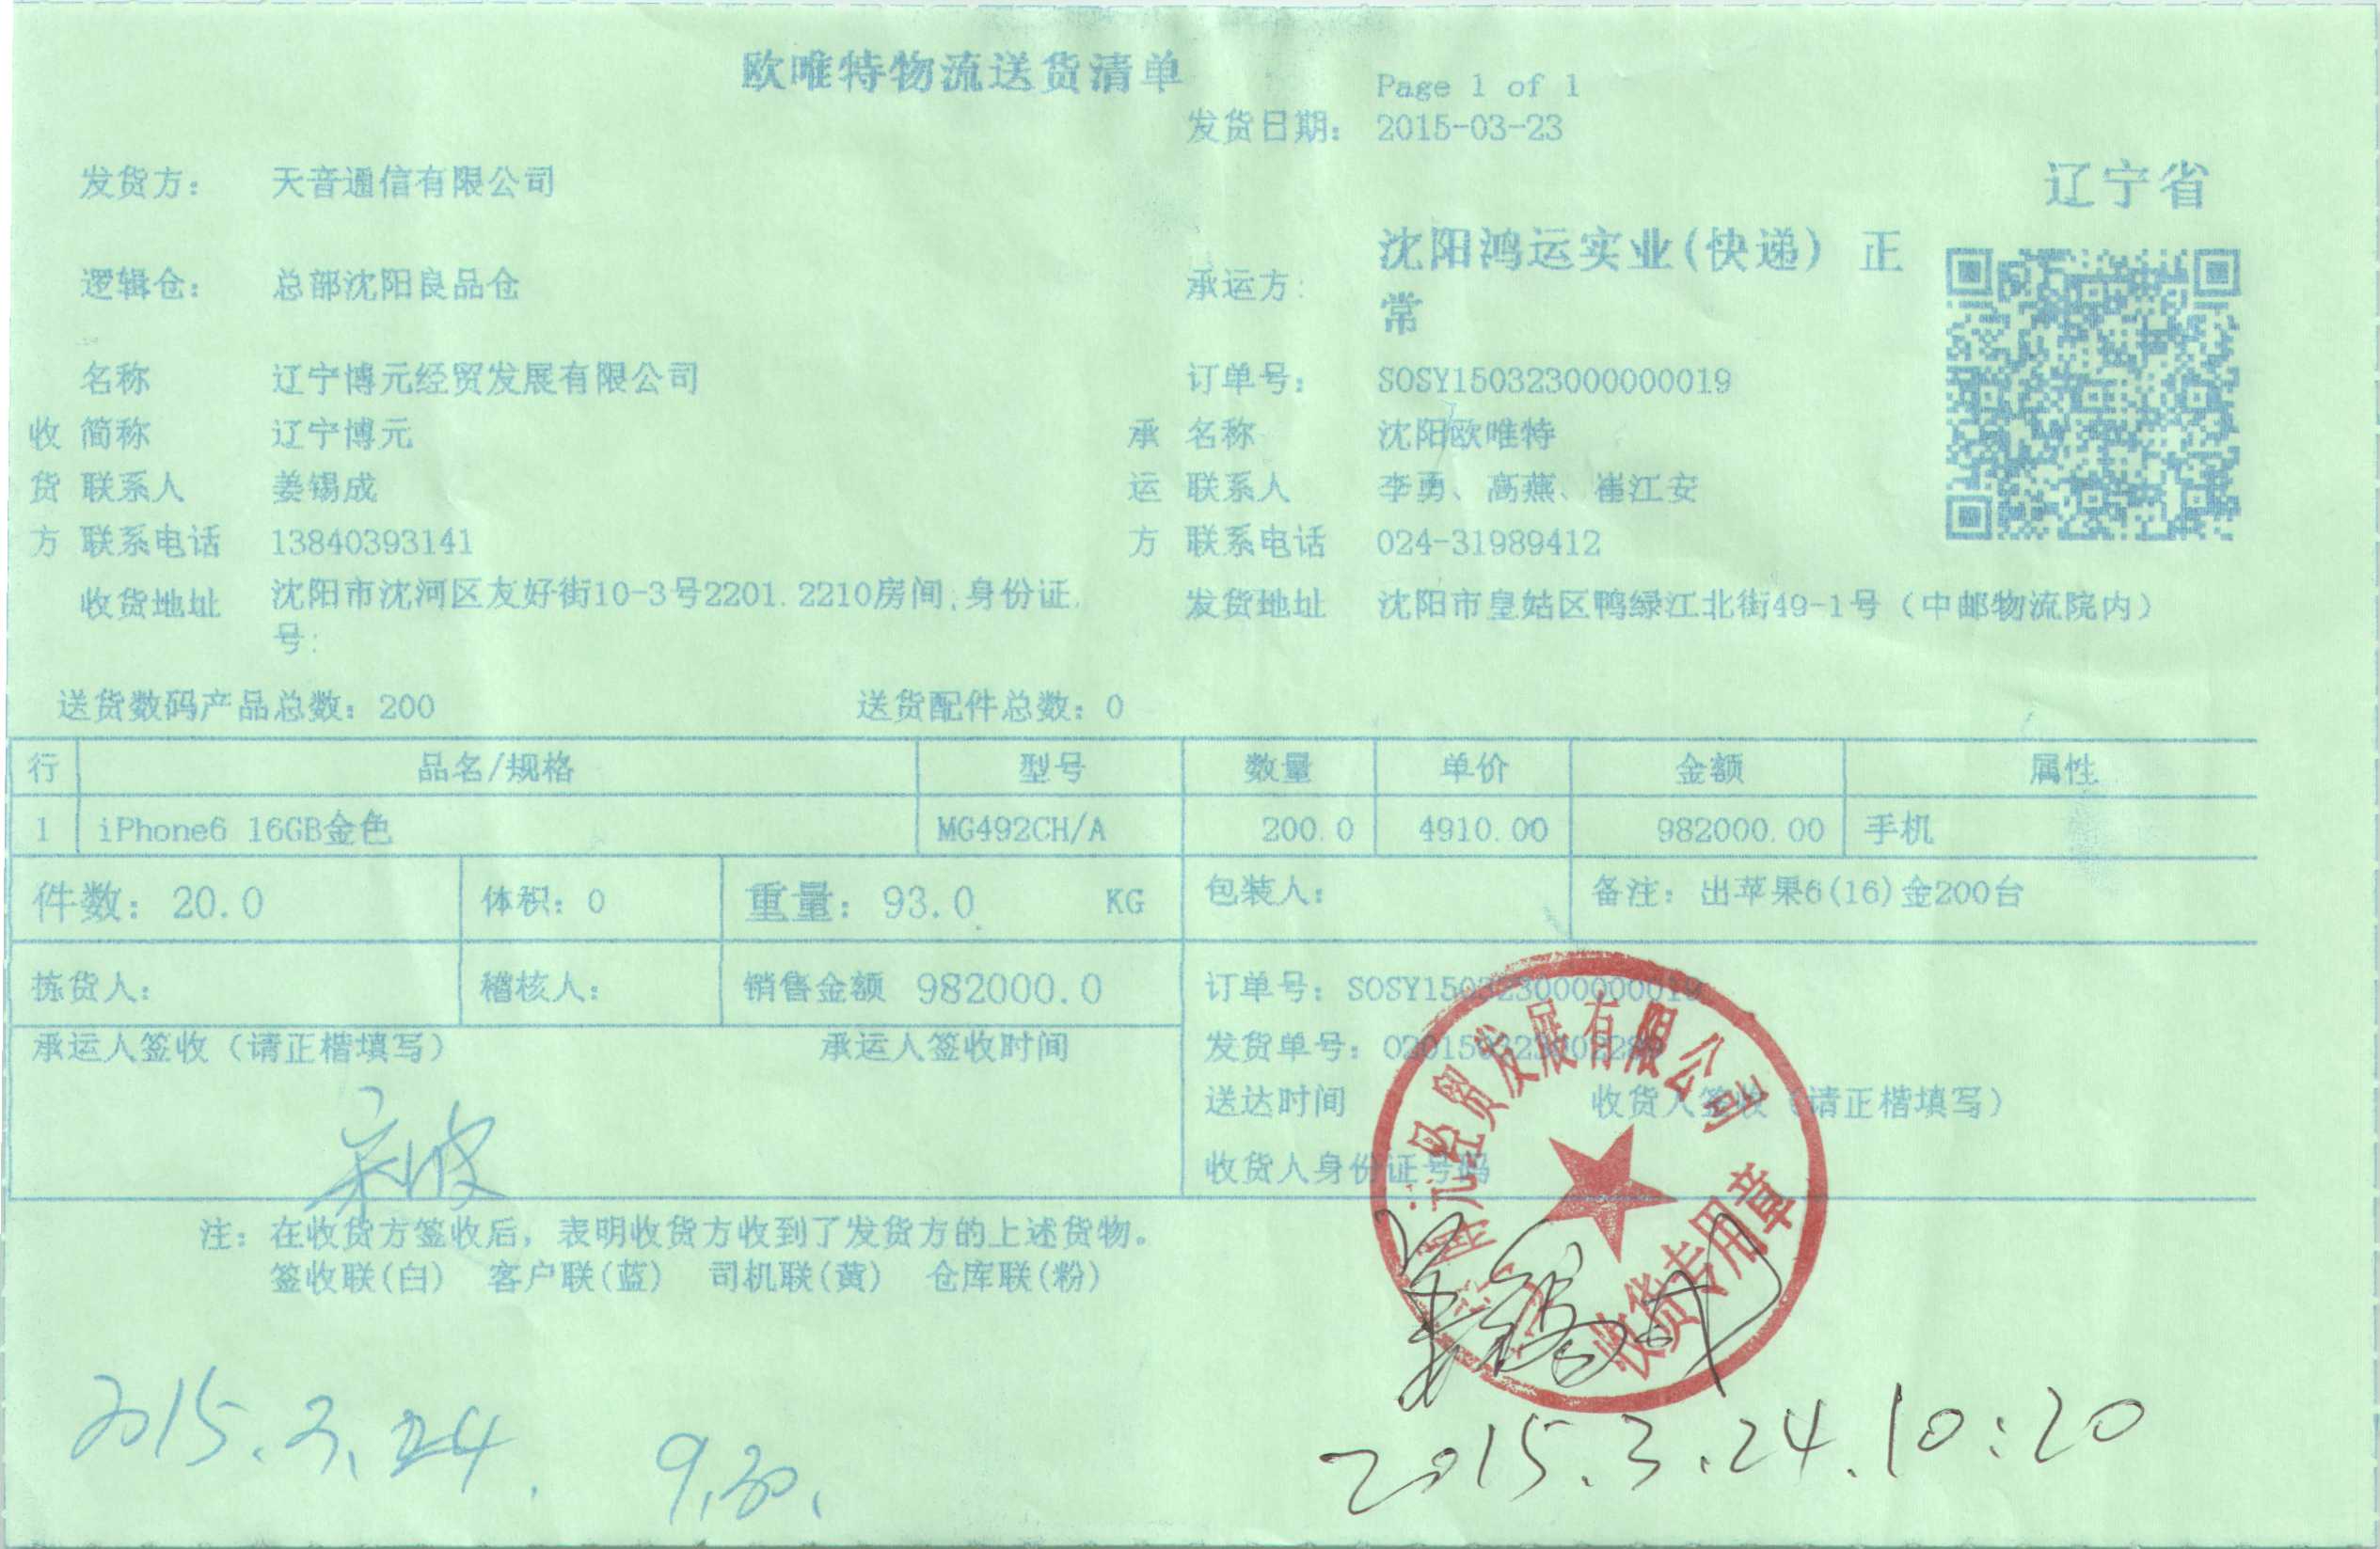 欧唯特物流送货清单
Page 1 of 1
发货日期: 2015-03-23
发货方: 天音通信有限公司
辽宁省
逻辑仓: 总部沈阳良品仓
承运方: 沈阳鸿运实业(快递) 正
常
名称 辽宁博元经贸发展有限公司 订单号: SOSY150323000000019
收 简称 辽宁博元 承 名称 沈阳欧唯特
货 联系人 姜锡成 运 联系人 李勇、高燕、崔江安
方 联系电话 13840393141 方 联系电话 024-31989412
收货地址 沈阳市沈河区友好街10-3号2201.2210房间,身份证
号:
发货地址 沈阳市皇姑区鸭绿江北街49-1号（中邮物流院内）
送货数码产品总数: 200 送货配件总数: 0
行 品名/规格 型号 数量 单价 金额 属性
1 iPhone6 16GB金色 MG492CH/A 200.0 4910.00 982000.00 手机
件数: 20.0 体积: 0 重量: 93.0 KG 包装人: 备注: 出苹果6(16)金200台
拣货人: 稽核人: 销售金额 982000.0 订单号: SOSY150323000000019
承运人签收（请正楷填写） 承运人签收时间
发货单号:
送达时间 收货人签收（请正楷填写）
收货人身份证号码
经贸发展有限公司
收货专用章
注: 在收货方签收后, 表明收货方收到了发货方的上述货物。
签收联(白) 客户联(蓝) 司机联(黄) 仓库联(粉)
姜锡成
2015.3.24. 9.30.
2015.3.24.10:20